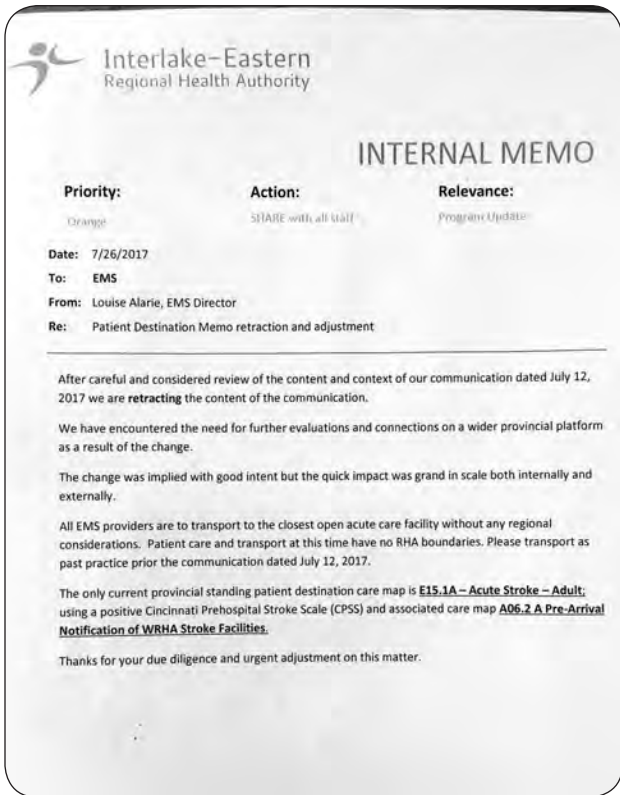 Interlake-Eastern
Regional Health Authority
INTERNAL MEMO
Priority: Action: Relevance:
Orange SHARE with all staff Program Update
Date: 7/26/2017
To: EMS
From: Louise Alarie, EMS Director
Re: Patient Destination Memo retraction and adjustment
After careful and considered review of the content and context of our communication dated July 12,
2017 we are retracting the content of the communication.
We have encountered the need for further evaluations and connections on a wider provincial platform
as a result of the change.
The change was implied with good intent but the quick impact was grand in scale both internally and
externally.
All EMS providers are to transport to the closest open acute care facility without any regional
considerations. Patient care and transport at this time have no RHA boundaries. Please transport as
past practice prior the communication dated July 12, 2017.
The only current provincial standing patient destination care map is E15.1A – Acute Stroke – Adult;
using a positive Cincinnati Prehospital Stroke Scale (CPSS) and associated care map A06.2 A Pre-Arrival
Notification of WRHA Stroke Facilities.
Thanks for your due diligence and urgent adjustment on this matter.